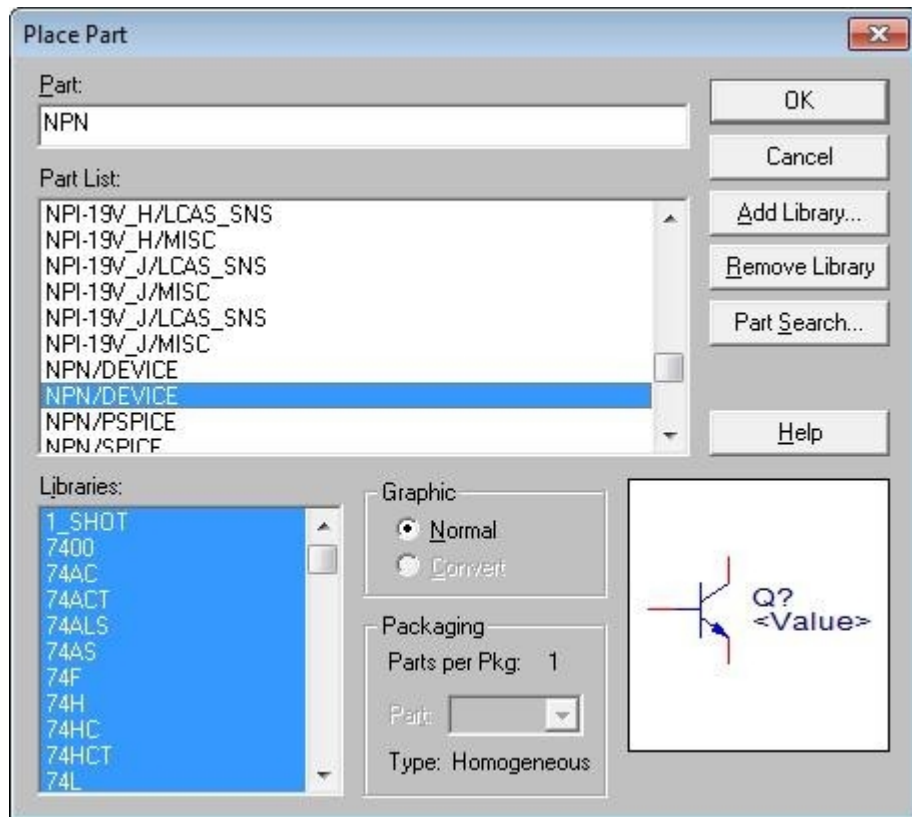 Place Part
Part:
NPN
OK
Cancel
Part List:
NPI-19V_H/LCAS_SNS
NPI-19V_H/MISC
NPI-19V_J/LCAS_SNS
NPI-19V_J/MISC
NPI-19V_J/LCAS_SNS
NPI-19V_J/MISC
NPN/DEVICE
NPN/DEVICE
NPN/PSPICE
NPN/SPICE
Add Library...
Remove Library
Part Search...
Help
Libraries:
1_SHOT
7400
74AC
74ACT
74ALS
74AS
74F
74H
74HC
74HCT
74L
Graphic
Normal
Convert
Packaging
Parts per Pkg: 1
Part:
Type: Homogeneous
Q?
<Value>